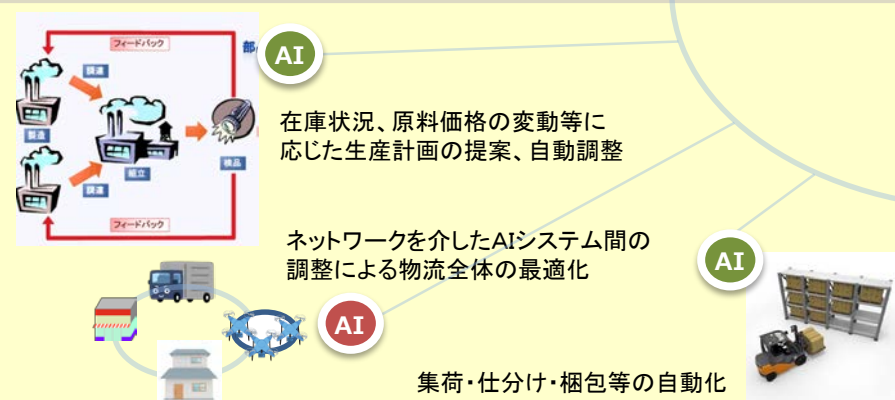 フィードバック
部
AI
調達
製造
組立
検品
調達
フィードバック
在庫状況、原料価格の変動等に
応じた生産計画の提案、自動調整
ネットワークを介したAIシステム間の
調整による物流全体の最適化
AI
AI
集荷・仕分け・梱包等の自動化